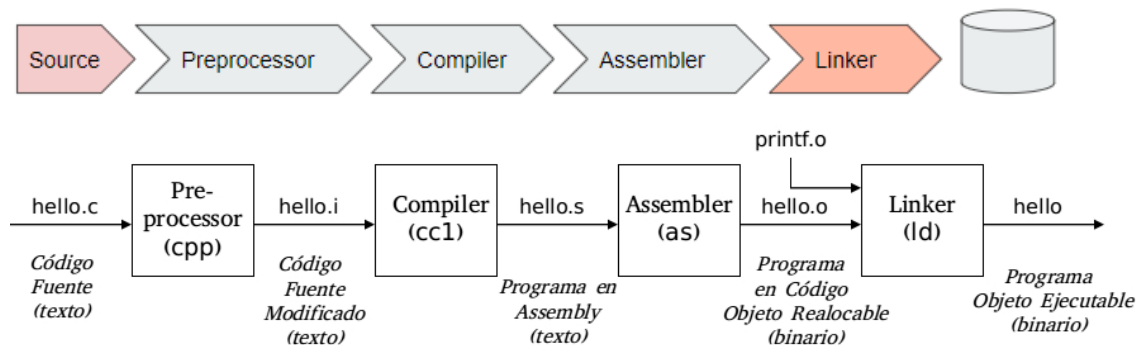 Source
Preprocessor
Compiler
Assembler
Linker
printf.o
hello.c
Pre-
processor
(cpp)
hello.i
Compiler
(cc1)
hello.s
Assembler
(as)
hello.o
Linker
(ld)
hello
Código
Fuente
(texto)
Código
Fuente
Modificado
(texto)
Programa en
Assembly
(texto)
Programa
en Código
Objeto Realocable
(binario)
Programa
Objeto Ejecutable
(binario)